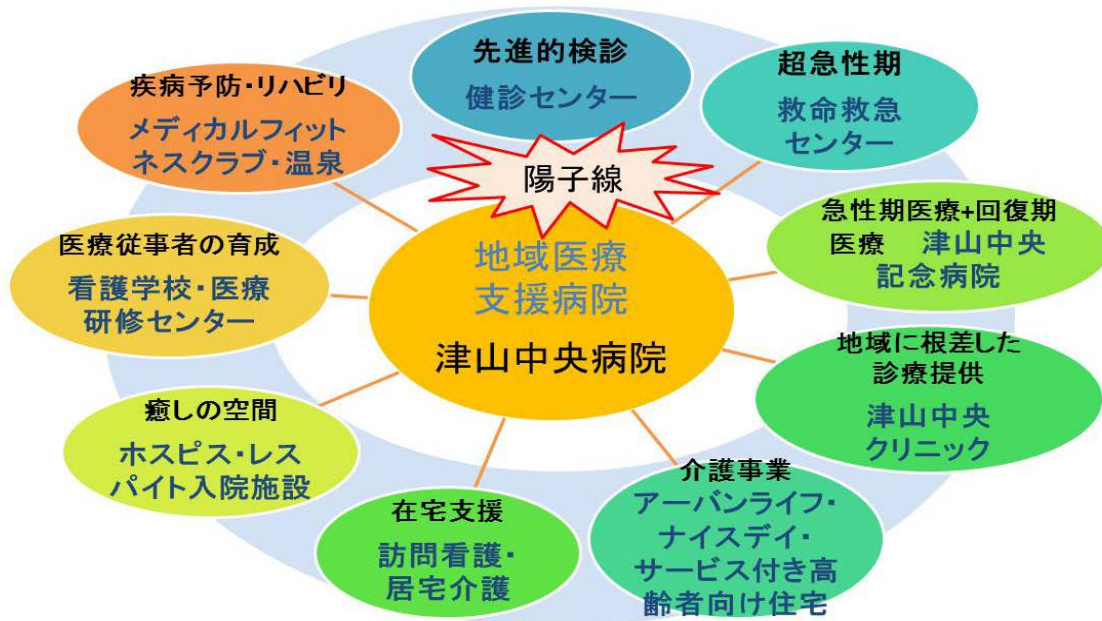 先進的検診
健診センター
超急性期
救命救急
センター
急性期医療+回復期
医療　津山中央
記念病院
地域に根差した
診療提供
津山中央
クリニック
介護事業
アーバンライフ・
ナイスデイ・
サービス付き高
齢者向け住宅
在宅支援
訪問看護・
居宅介護
癒しの空間
ホスピス・レス
パイト入院施設
医療従事者の育成
看護学校・医療
研修センター
疾病予防・リハビリ
メディカルフィット
ネスクラブ・温泉
陽子線
地域医療
支援病院
津山中央病院